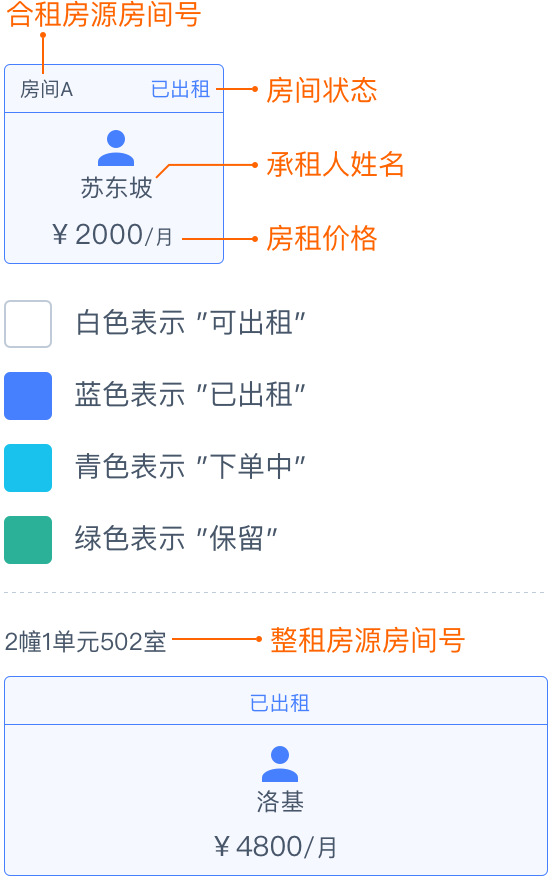 合租房源房间号
房间A 已出租 房间状态
苏东坡 承租人姓名
¥ 2000/月 房租价格
白色表示 "可出租"
蓝色表示 "已出租"
青色表示 "下单中"
绿色表示 "保留"
2幢1单元502室 整租房源房间号
已出租
洛基
¥ 4800/月